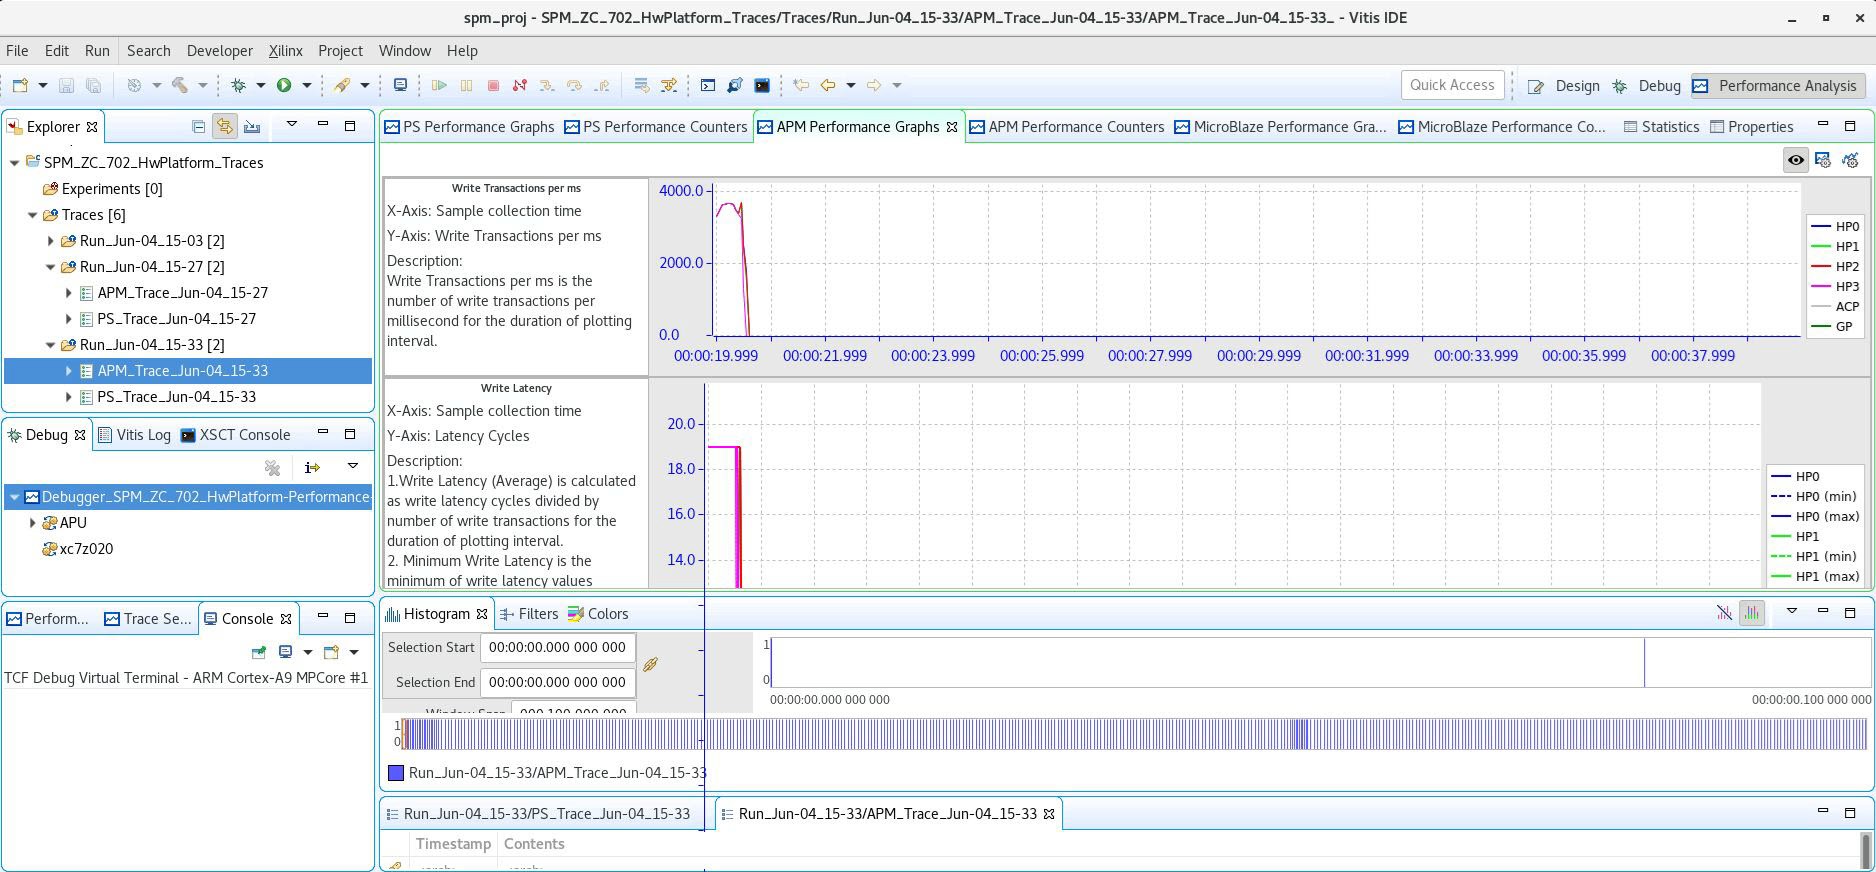 spm_proj - SPM_ZC_702_HwPlatform_Traces/Traces/Run_Jun-04_15-33/APM_Trace_Jun-04_15-33/APM_Trace_Jun-04_15-33_ - Vitis IDE
File Edit Run Search Developer Xilinx Project Window Help
Quick Access Design Debug Performance Analysis
Explorer
SPM_ZC_702_HwPlatform_Traces
Experiments [0]
Traces [6]
Run_Jun-04_15-03 [2]
Run_Jun-04_15-27 [2]
APM_Trace_Jun-04_15-27
PS_Trace_Jun-04_15-27
Run_Jun-04_15-33 [2]
APM_Trace_Jun-04_15-33
PS_Trace_Jun-04_15-33
Debug Vitis Log XSCT Console
Debugger_SPM_ZC_702_HwPlatform-Performance-
APU
xc7z020
Perform... Trace Se... Console
TCF Debug Virtual Terminal - ARM Cortex-A9 MPCore #1
PS Performance Graphs PS Performance Counters APM Performance Graphs APM Performance Counters MicroBlaze Performance Gra... MicroBlaze Performance Co... Statistics Properties
Write Transactions per ms
X-Axis: Sample collection time
Y-Axis: Write Transactions per ms
Description:
Write Transactions per ms is the
number of write transactions per
millisecond for the duration of plotting
interval.
4000.0
2000.0
0.0
00:00:19.999 00:00:21.999 00:00:23.999 00:00:25.999 00:00:27.999 00:00:29.999 00:00:31.999 00:00:33.999 00:00:35.999 00:00:37.999
HP0
HP1
HP2
HP3
ACP
GP
Write Latency
X-Axis: Sample collection time
Y-Axis: Latency Cycles
Description:
1.Write Latency (Average) is calculated
as write latency cycles divided by
number of write transactions for the
duration of plotting interval.
2. Minimum Write Latency is the
minimum of write latency values
20.0
18.0
16.0
14.0
HP0
HP0 (min)
HP0 (max)
HP1
HP1 (min)
HP1 (max)
Histogram Filters Colors
Selection Start 00:00:00.000 000 000
Selection End 00:00:00.000 000 000
Window Span 000.100 000 000
1
0
00:00:00.000 000 000 00:00:00.100 000 000
1
0
Run_Jun-04_15-33/APM_Trace_Jun-04_15-33
Run_Jun-04_15-33/PS_Trace_Jun-04_15-33 Run_Jun-04_15-33/APM_Trace_Jun-04_15-33
Timestamp Contents